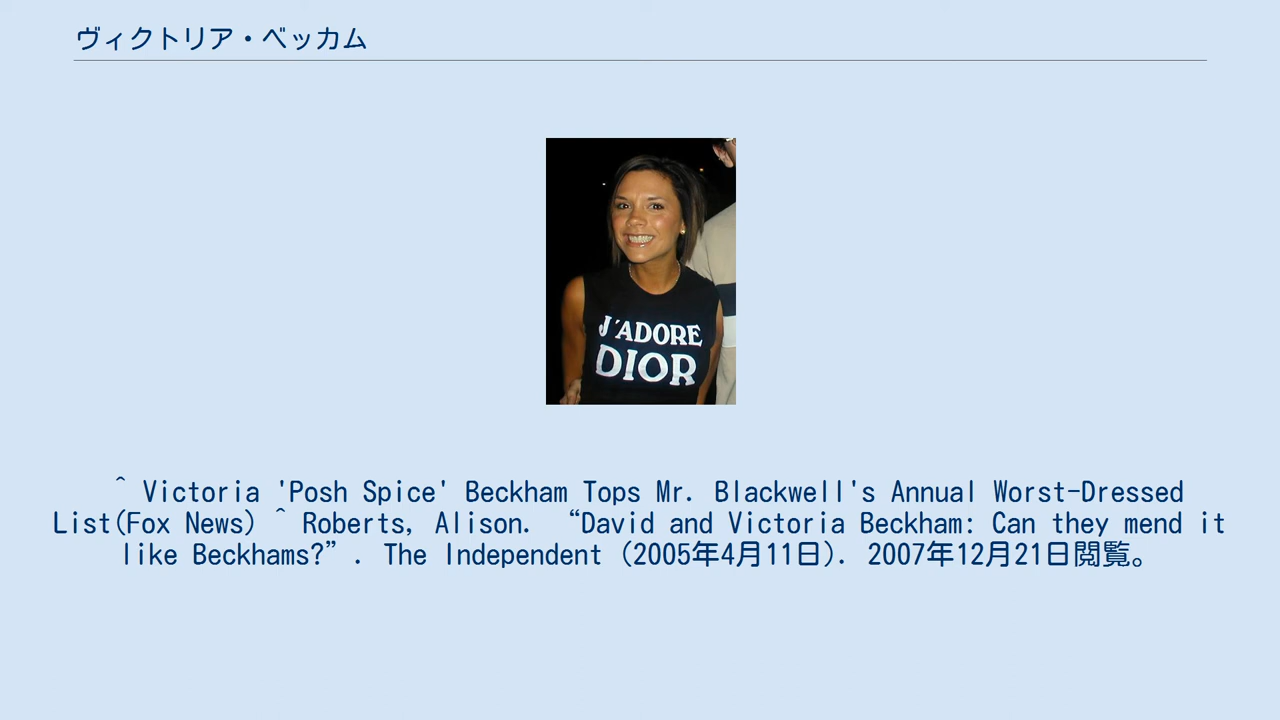 ヴィクトリア・ベッカム
J'ADORE
DIOR
^ Victoria 'Posh Spice' Beckham Tops Mr. Blackwell's Annual Worst-Dressed
List(Fox News) ^ Roberts, Alison. “David and Victoria Beckham: Can they mend it
like Beckhams?”. The Independent (2005年4月11日). 2007年12月21日閲覧。